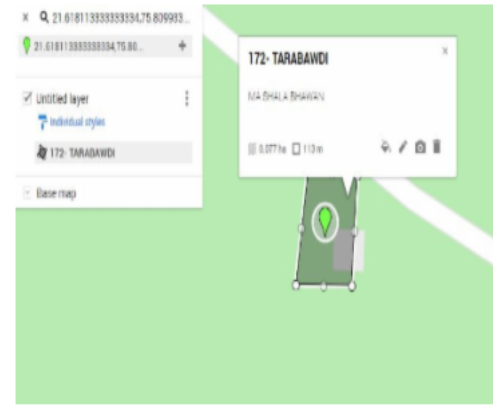 21.618113333333334,75.809983...
21.618113333333334,75.80...
Untitled layer
Individual styles
172- TARABAWDI
Base map
172- TARABAWDI
MA SHALA BHAWAN
0.077 ha 113 m